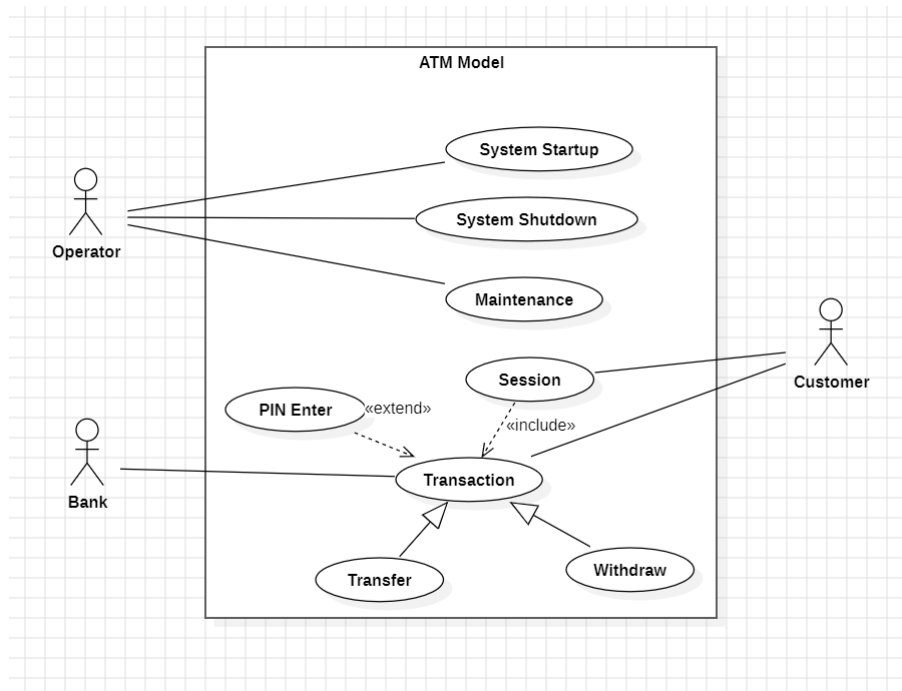 ATM Model
System Startup
System Shutdown
Operator
Maintenance
Session
Customer
PIN Enter
«extend»
«include»
Transaction
Bank
Transfer
Withdraw